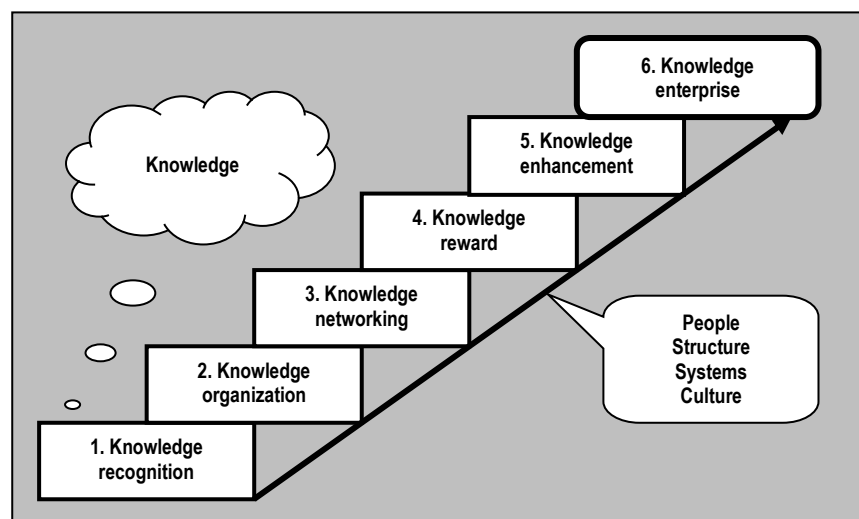 6. Knowledge
enterprise
5. Knowledge
enhancement
Knowledge
4. Knowledge
reward
3. Knowledge
networking
People
Structure
Systems
Culture
2. Knowledge
organization
1. Knowledge
recognition